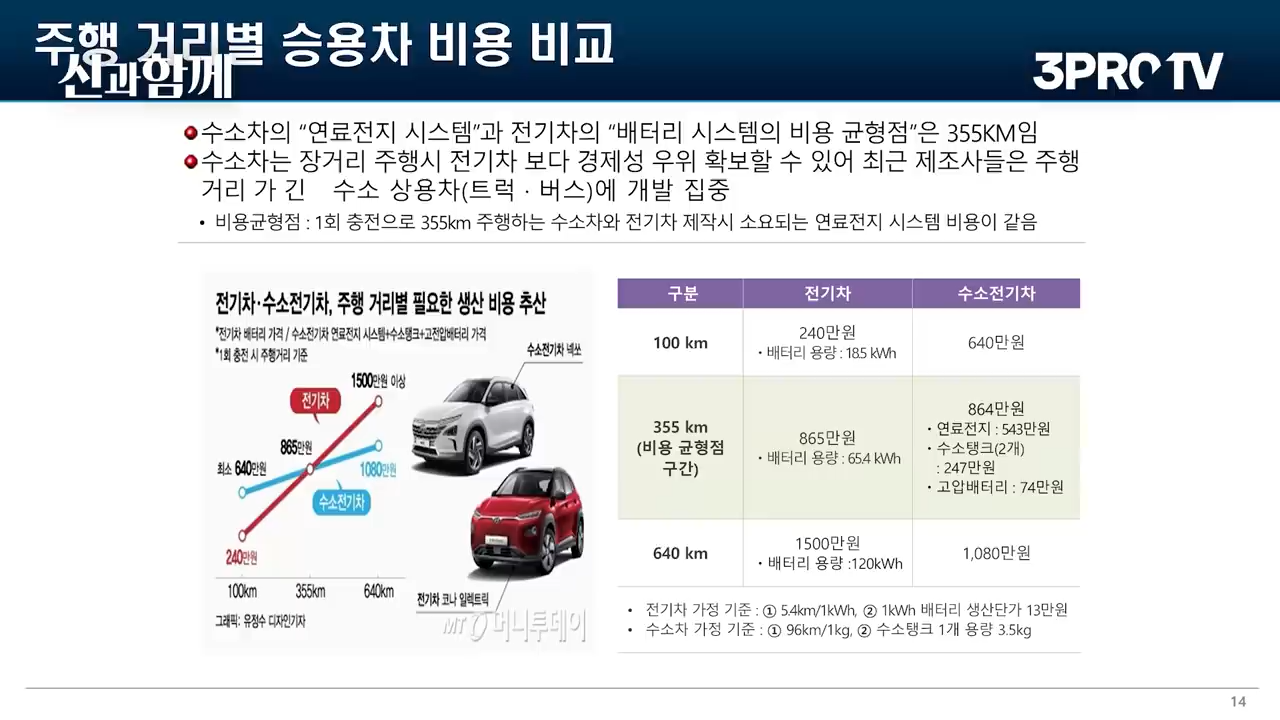 주행 거리별 승용차 비용 비교
신과함께
3PROTV
수소차의 “연료전지 시스템”과 전기차의 “배터리 시스템의 비용 균형점”은 355KM임
수소차는 장거리 주행시 전기차 보다 경제성 우위 확보할 수 있어 최근 제조사들은 주행
거리 가 긴 수소 상용차(트럭 · 버스)에 개발 집중
• 비용균형점 : 1회 충전으로 355km 주행하는 수소차와 전기차 제작시 소요되는 연료전지 시스템 비용이 같음
전기차·수소전기차, 주행 거리별 필요한 생산 비용 추산
*전기차 배터리 가격 / 수소전기차 연료전지 시스템+수소탱크+고전압배터리 가격
*1회 충전 시 주행거리 기준
수소전기차 넥쏘
1500만원 이상
전기차
865만원
최소 640만원
1080만원
수소전기차
240만원
100km 355km 640km
전기차 코나 일렉트릭
그래픽: 유정수 디자인기자
MT 머니투데이
구분 전기차 수소전기차
100 km
240만원
・배터리 용량 : 18.5 kWh
640만원
355 km
(비용 균형점
구간)
865만원
・배터리 용량 : 65.4 kWh
864만원
・연료전지 : 543만원
・수소탱크(2개)
: 247만원
・고압배터리 : 74만원
640 km
1500만원
・배터리 용량 :120kWh
1,080만원
• 전기차 가정 기준 : ① 5.4km/1kWh, ② 1kWh 배터리 생산단가 13만원
• 수소차 가정 기준 : ① 96km/1kg, ② 수소탱크 1개 용량 3.5kg
14